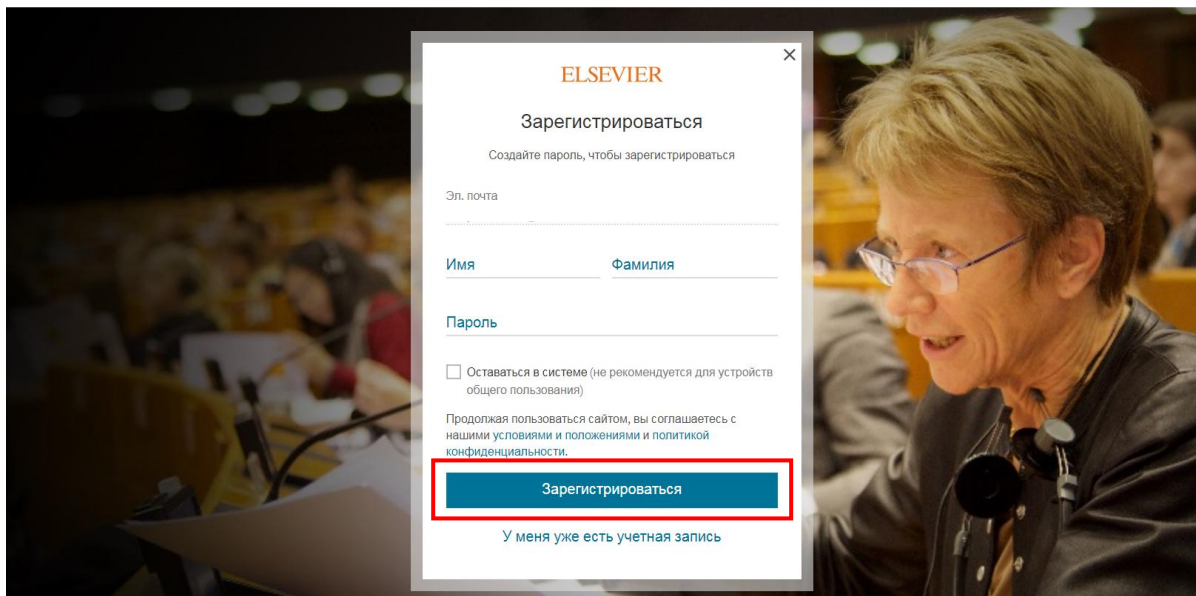 ELSEVIER
Зарегистрироваться
Создайте пароль, чтобы зарегистрироваться
Эл. почта
Имя Фамилия
Пароль
Оставаться в системе (не рекомендуется для устройств
общего пользования)
Продолжая пользоваться сайтом, вы соглашаетесь с
нашими условиями и положениями и политикой
конфиденциальности.
Зарегистрироваться
У меня уже есть учетная запись